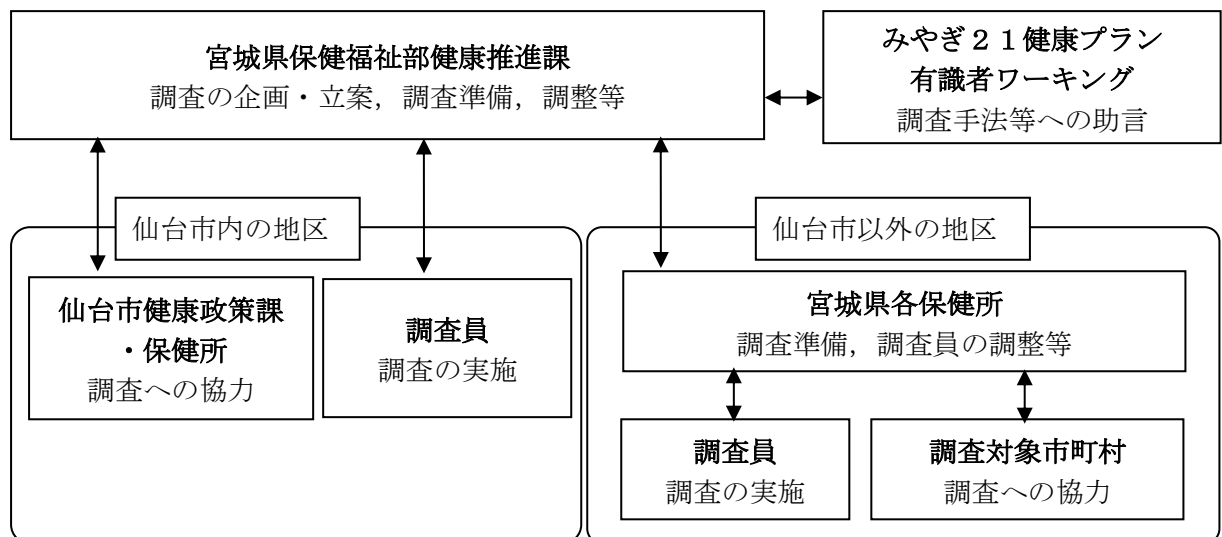 宮城県保健福祉部健康推進課
調査の企画・立案，調査準備，調整等
みやぎ２１健康プラン
有識者ワーキング
調査手法等への助言
仙台市内の地区
仙台市健康政策課
・保健所
調査への協力
調査員
調査の実施
仙台市以外の地区
宮城県各保健所
調査準備，調査員の調整等
調査員
調査の実施
調査対象市町村
調査への協力